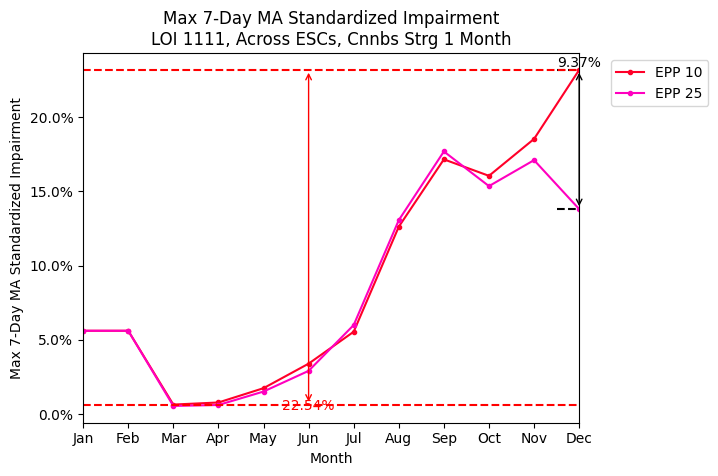 Max 7-Day MA Standardized Impairment
LOI 1111, Across ESCs, Cnnbs Strg 1 Month
9.37%
EPP 10
EPP 25
Max 7-Day MA Standardized Impairment
20.0%
15.0%
10.0%
5.0%
0.0%
22.54%
Jan Feb Mar Apr May Jun Jul Aug Sep Oct Nov Dec
Month